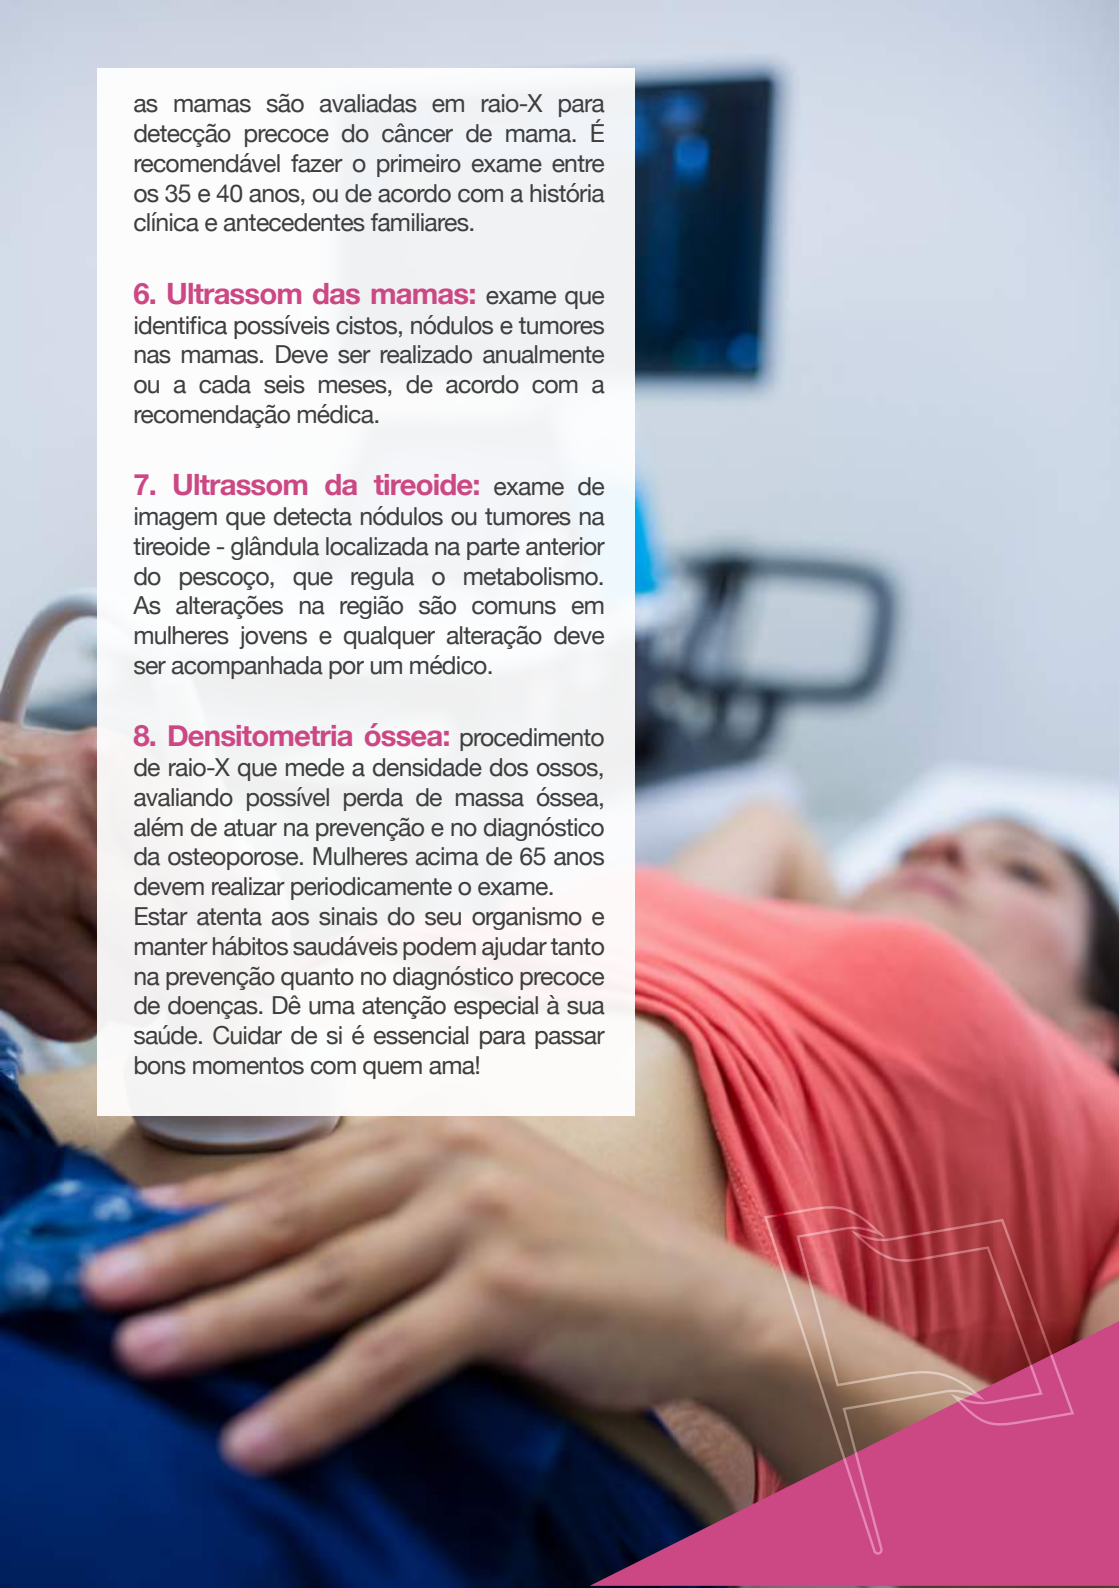 as mamas são avaliadas em raio-X para
detecção precoce do câncer de mama. É
recomendável fazer o primeiro exame entre
os 35 e 40 anos, ou de acordo com a história
clínica e antecedentes familiares.
6. Ultrassom das mamas: exame que
identifica possíveis cistos, nódulos e tumores
nas mamas. Deve ser realizado anualmente
ou a cada seis meses, de acordo com a
recomendação médica.
7. Ultrassom da tireoide: exame de
imagem que detecta nódulos ou tumores na
tireoide - glândula localizada na parte anterior
do pescoço, que regula o metabolismo.
As alterações na região são comuns em
mulheres jovens e qualquer alteração deve
ser acompanhada por um médico.
8. Densitometria óssea: procedimento
de raio-X que mede a densidade dos ossos,
avaliando possível perda de massa óssea,
além de atuar na prevenção e no diagnóstico
da osteoporose. Mulheres acima de 65 anos
devem realizar periodicamente o exame.
Estar atenta aos sinais do seu organismo e
manter hábitos saudáveis podem ajudar tanto
na prevenção quanto no diagnóstico precoce
de doenças. Dê uma atenção especial à sua
saúde. Cuidar de si é essencial para passar
bons momentos com quem ama!